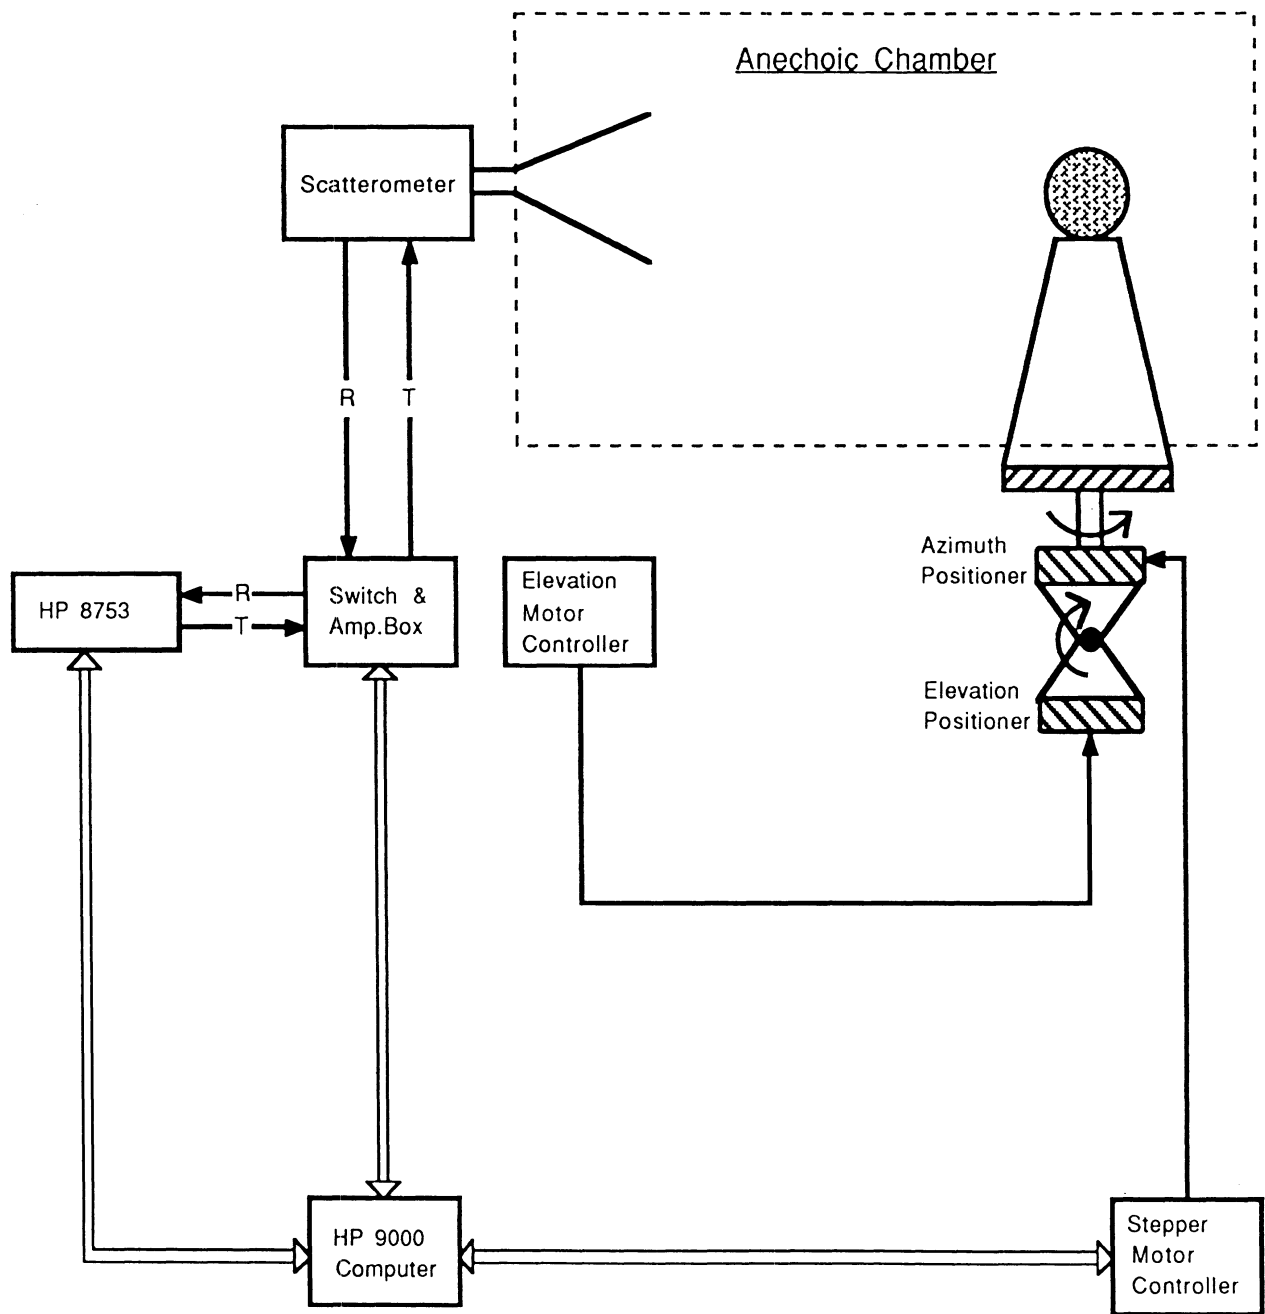 Anechoic Chamber
Scatterometer
R
T
Azimuth
Positioner
Elevation
Motor
Controller
Switch &
Amp.Box
HP 8753
R
T
Elevation
Positioner
HP 9000
Computer
Stepper
Motor
Controller